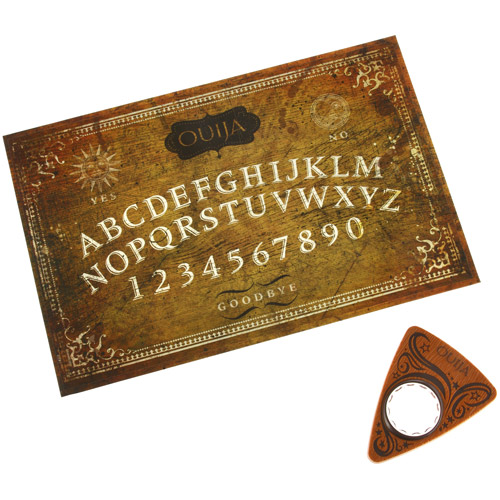 OUIJA
YES
NO
ABCDEFGHIJKLM
NOPQRSTUVWXYZ
1234567890
GOODBYE
OUIJA